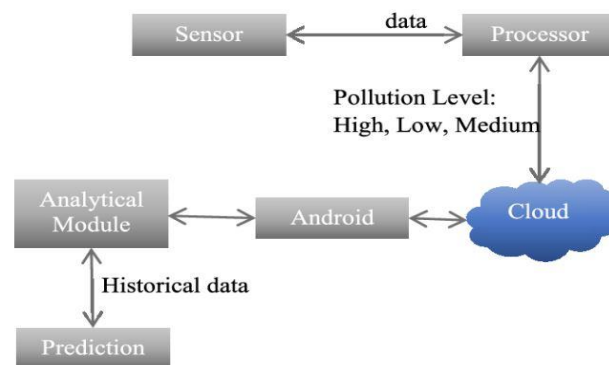 Sensor
data
Processor
Pollution Level:
High, Low, Medium
Analytical
Module
Android
Cloud
Historical data
Prediction